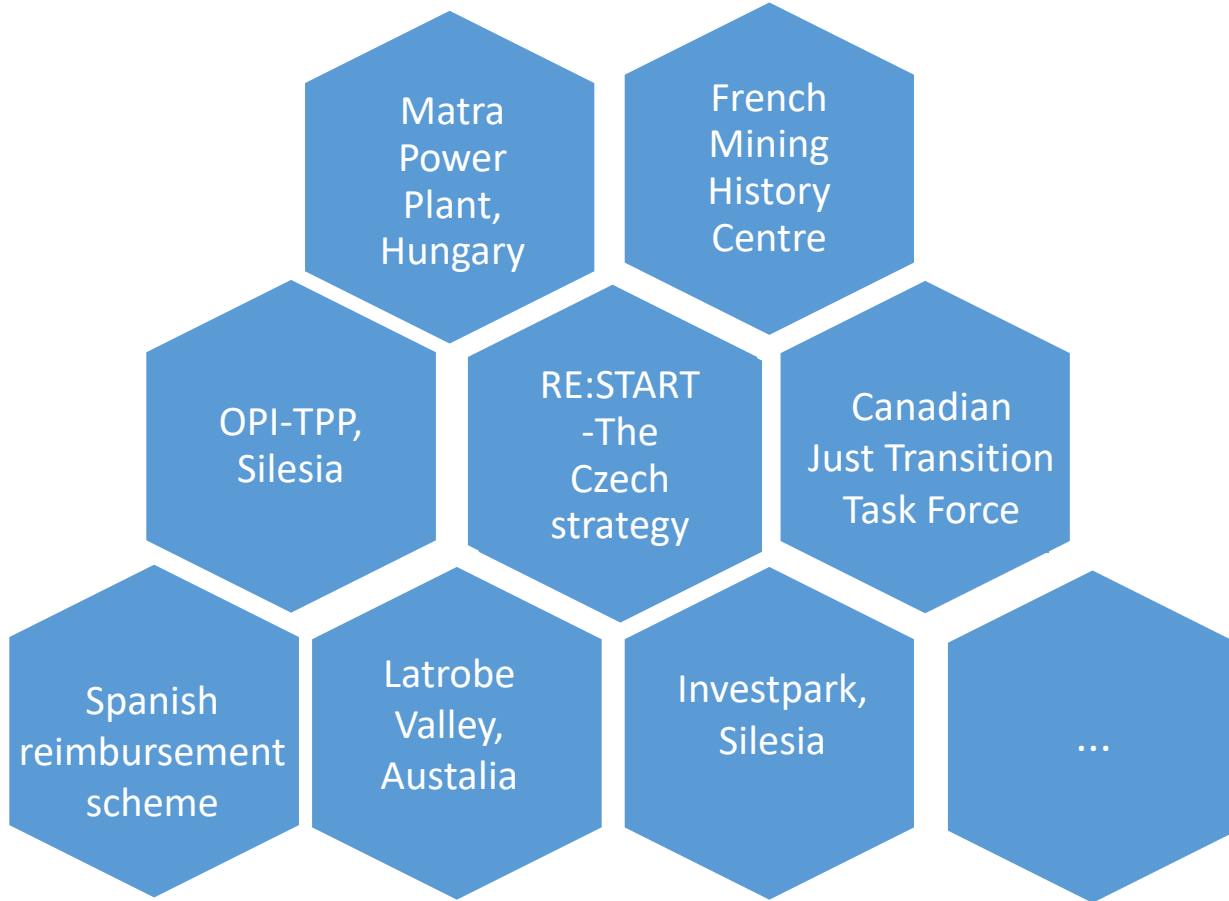 Matra
Power
Plant,
Hungary
French
Mining
History
Centre
OPI-TPP,
Silesia
RE:START
-The
Czech
strategy
Canadian
Just Transition
Task Force
Spanish
reimbursement
scheme
Latrobe
Valley,
Austalia
Investpark,
Silesia
...